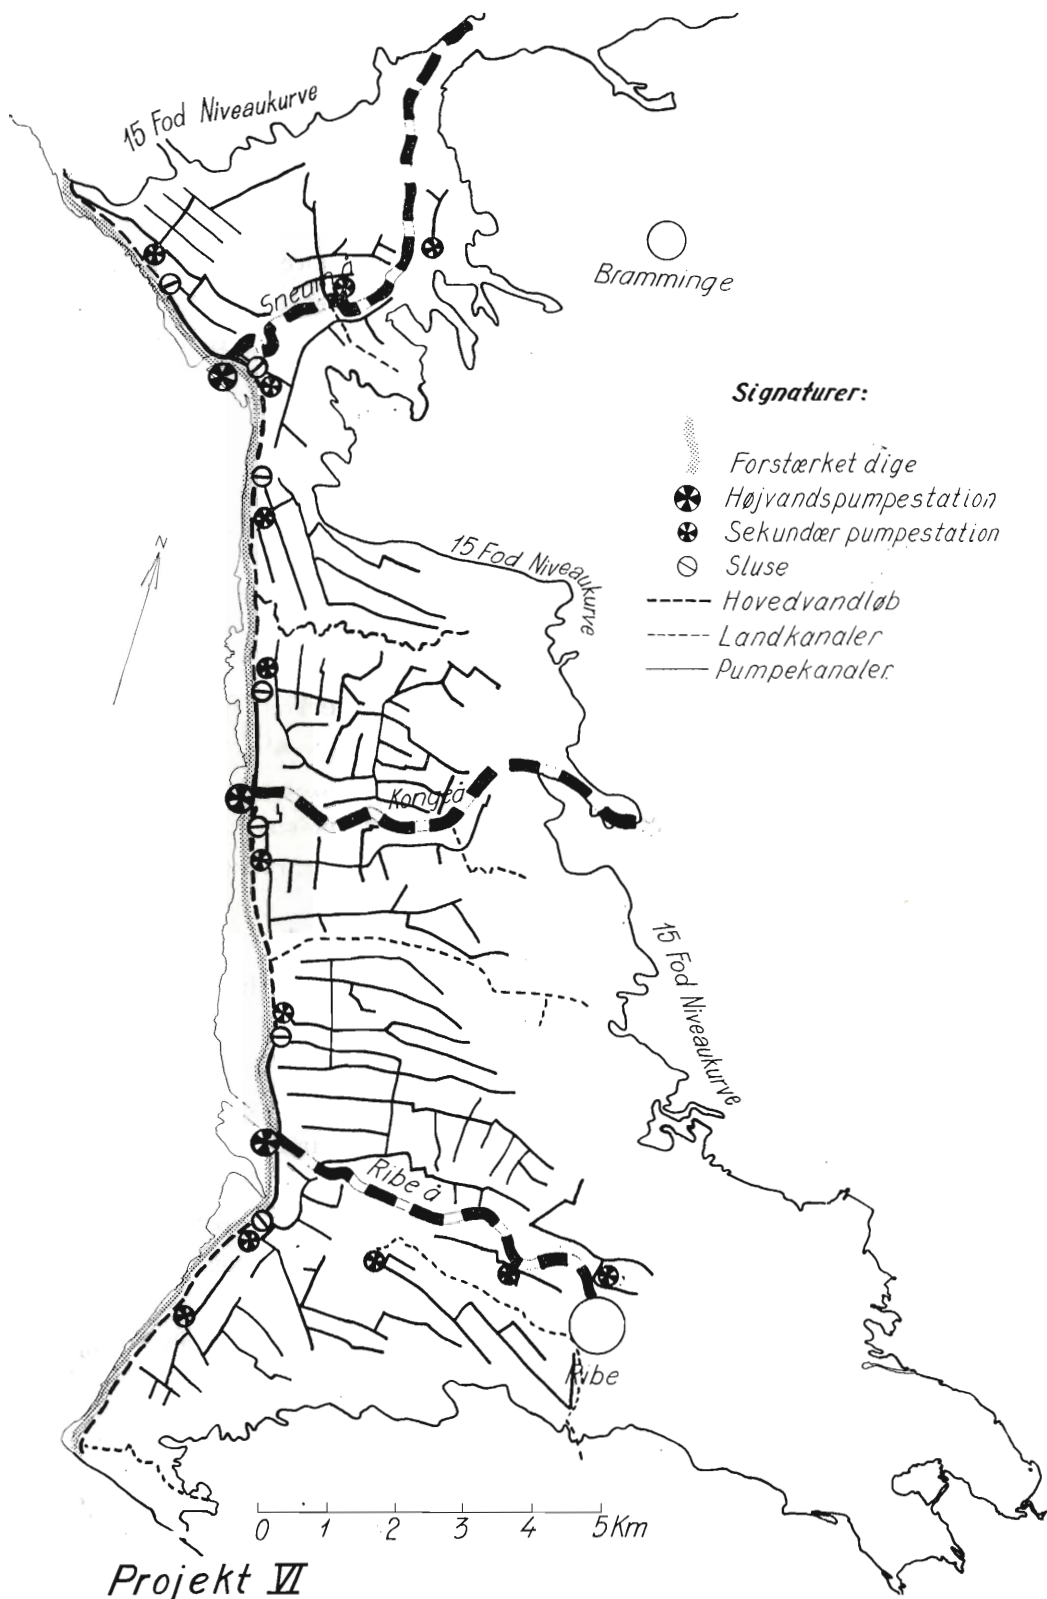 15 Fod Niveaukurve
Bramminge
Sneum å
Signaturer:
Forstærket dige
Højvandspumpestation
Sekundær pumpestation
Sluse
Hovedvandløb
Landkanaler
Pumpekanaler.
N
15 Fod Niveaukurve
Kongeå
15 Fod Niveaukurve
Ribe å
Ribe
0 1 2 3 4 5 Km
Projekt VI